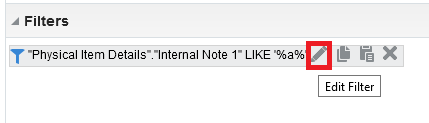 Filters
"Physical Item Details"."Internal Note 1" LIKE '%a%'
Edit Filter